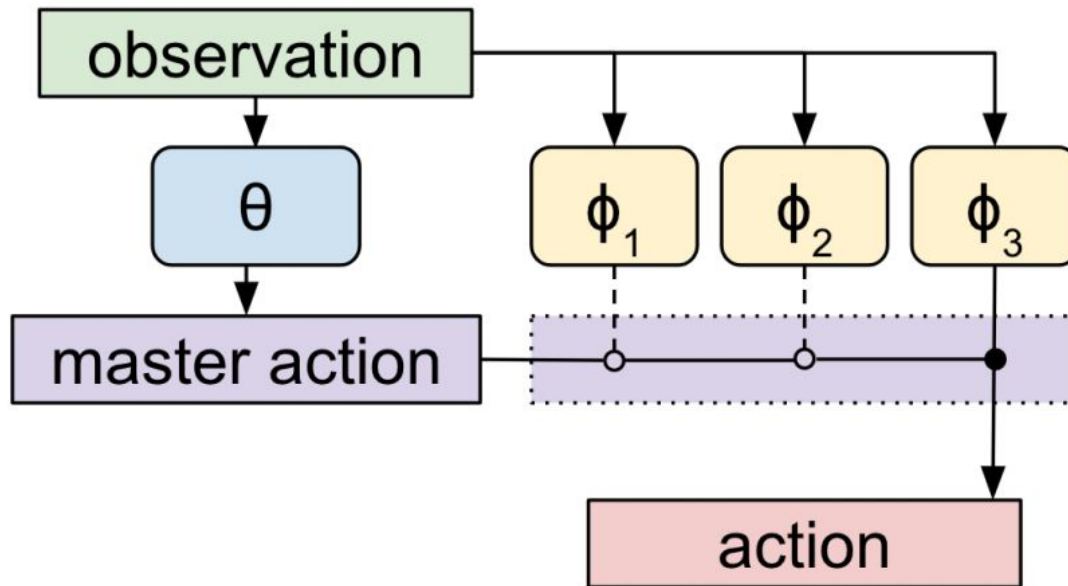 observation
θ
ϕ₁
ϕ₂
ϕ₃
master action
action